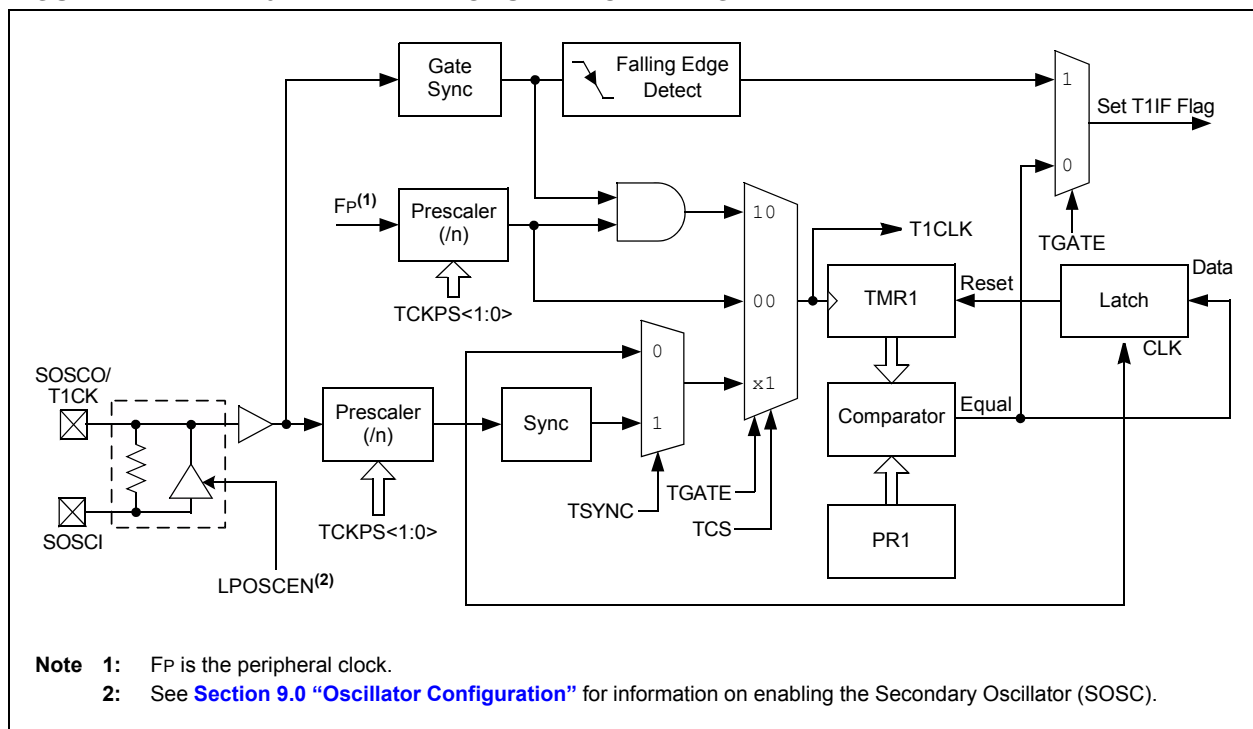 Gate
Sync
Falling Edge
Detect
1
Set T1IF Flag
0
FP(1)
Prescaler
(/n)
10
T1CLK
TGATE
TCKPS<1:0>
00
TMR1
Reset
Latch
Data
CLK
SOSCO/
T1CK
0
x1
Prescaler
(/n)
Sync
1
Comparator
Equal
SOSCI
TCKPS<1:0>
TSYNC
TGATE
TCS
PR1
LPOSCEN(2)
Note 1: FP is the peripheral clock.
2: See Section 9.0 “Oscillator Configuration” for information on enabling the Secondary Oscillator (SOSC).